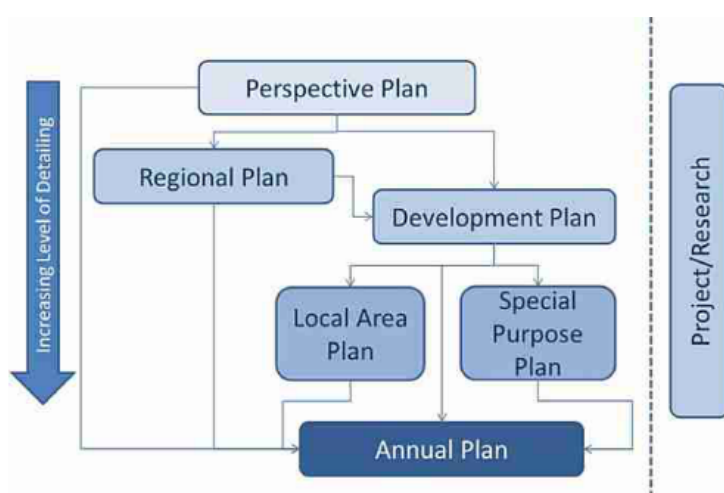 Perspective Plan
Regional Plan
Development Plan
Local Area
Plan
Special
Purpose
Plan
Annual Plan
Increasing Level of Detailing
Project/Research